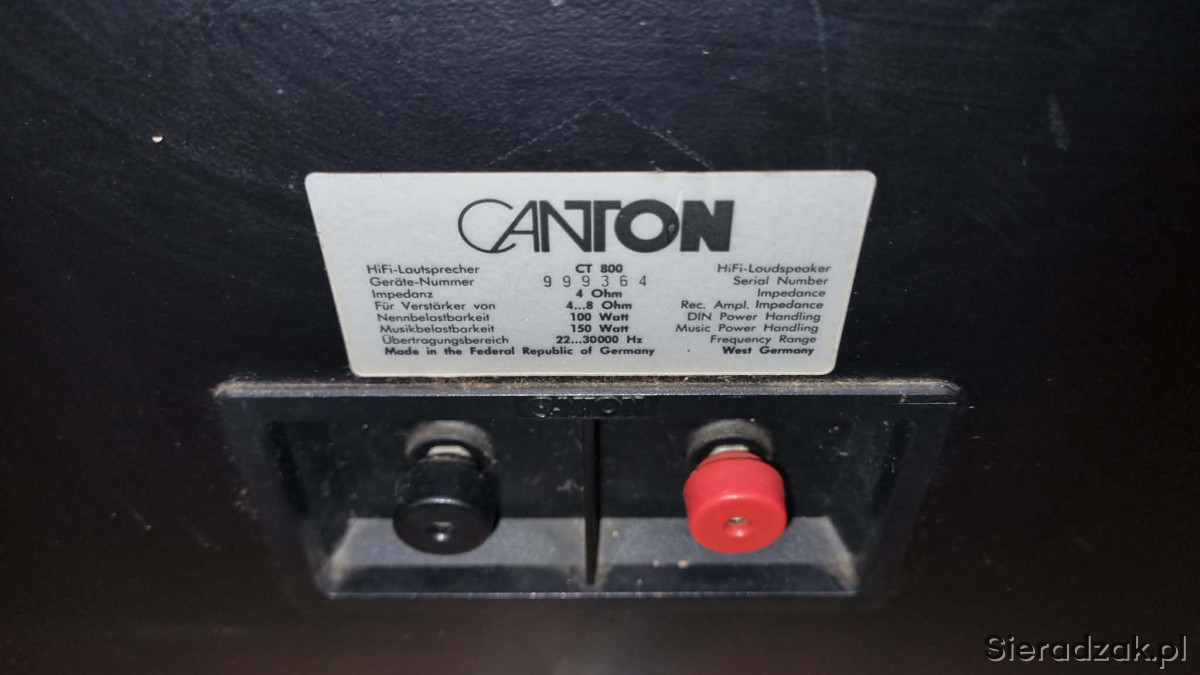 CANTON
HiFi-Lautsprecher CT 800 HiFi-Loudspeaker
Geräte-Nummer 999364 Serial Number
Impedanz 4 Ohm Impedance
Für Verstärker von 4...8 Ohm Rec. Ampl. Impedance
Nennbelastbarkeit 100 Watt DIN Power Handling
Musikbelastbarkeit 150 Watt Music Power Handling
Übertragungsbereich 22...30000 Hz Frequency Range
Made in the Federal Republic of Germany West Germany
CANTON
Sieradzak.pl